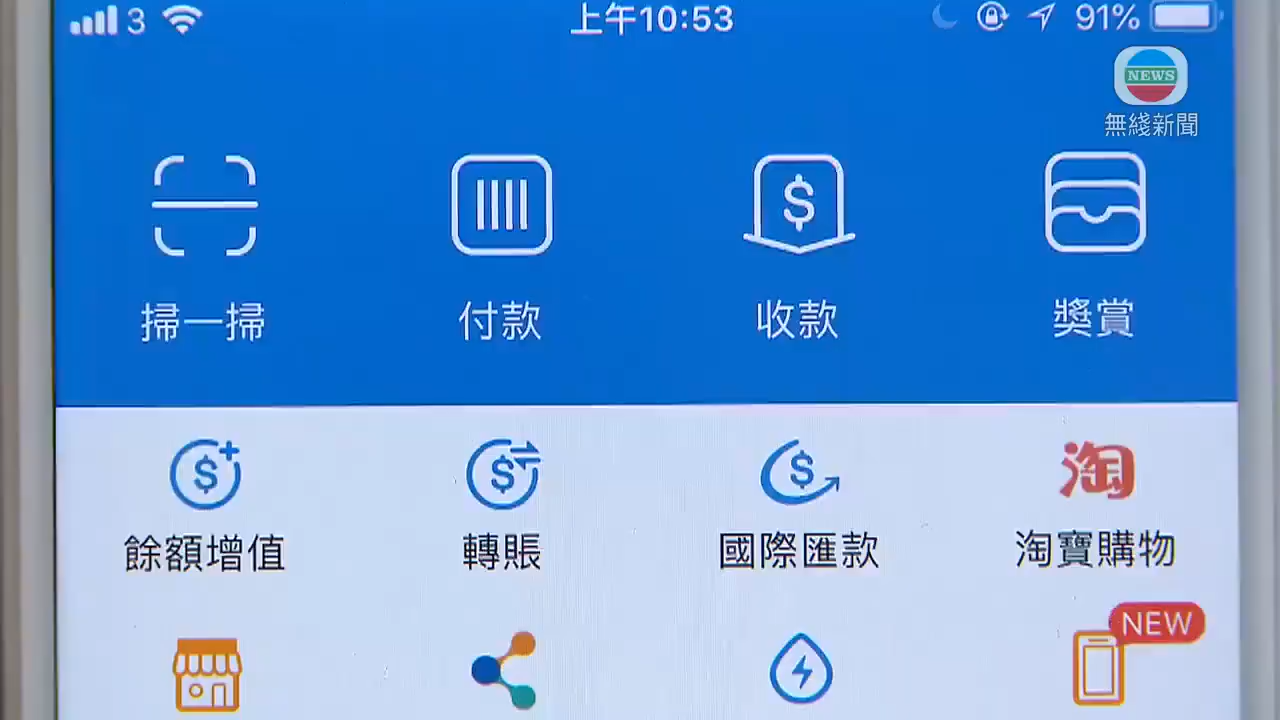 3 上午10:53 91%
NEWS
無綫新聞
掃一掃 付款 收款 獎賞
淘
餘額增值 轉賬 國際匯款 淘寶購物
NEW